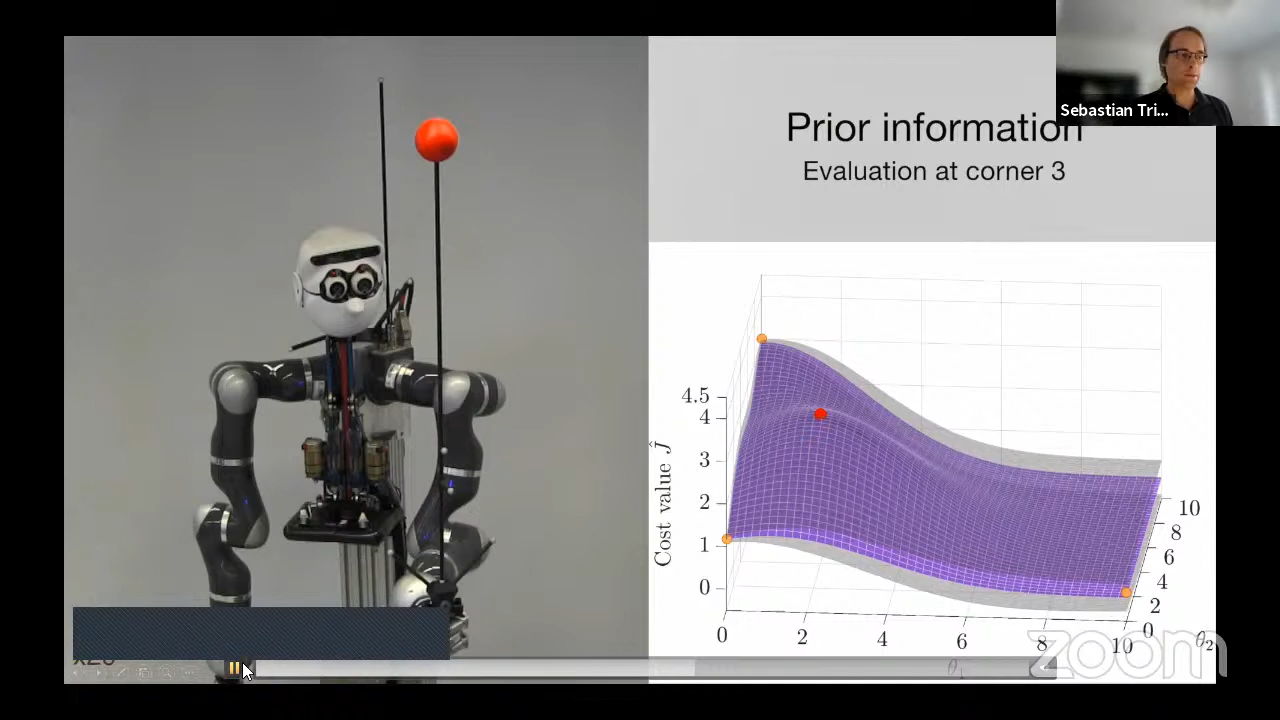 Sebastian Tri...
Prior information
Evaluation at corner 3
4.5
4
3
2
1
0
Cost value Ĵ
0
2
4
6
8
10
θ₁
10
8
6
4
2
0
θ₂
zoom